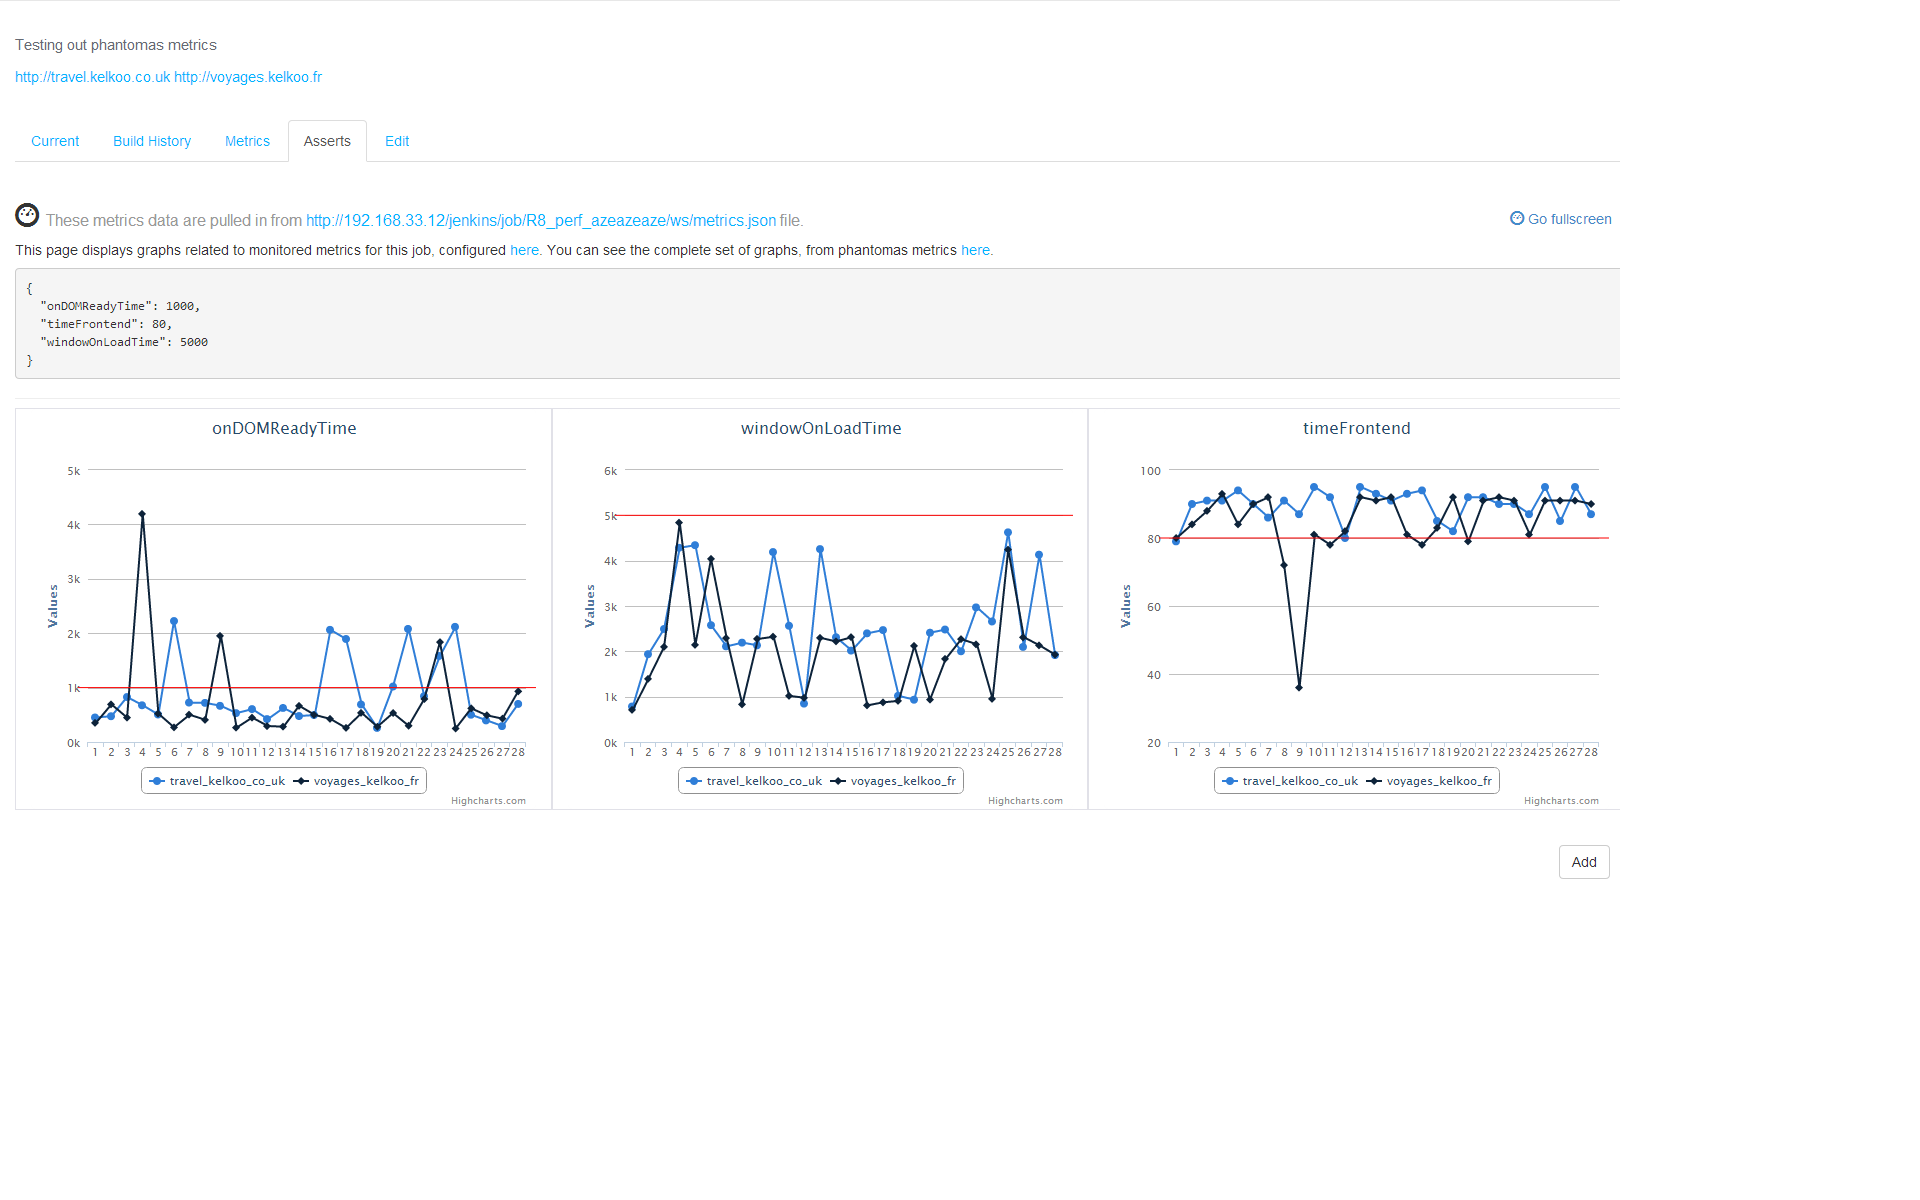 Testing out phantomas metrics
http://travel.kelkoo.co.uk http://voyages.kelkoo.fr
Current Build History Metrics Asserts Edit
These metrics data are pulled in from http://192.168.33.12/jenkins/job/R8_perf_azeazeaze/ws/metrics.json file.
Go fullscreen
This page displays graphs related to monitored metrics for this job, configured here. You can see the complete set of graphs, from phantomas metrics here.
{
"onDOMReadyTime": 1000,
"timeFrontend": 80,
"windowOnLoadTime": 5000
}
onDOMReadyTime
Values
5k
4k
3k
2k
1k
0k
1 2 3 4 5 6 7 8 9 10 11 12 13 14 15 16 17 18 19 20 21 22 23 24 25 26 27 28
travel_kelkoo_co_uk voyages_kelkoo_fr
Highcharts.com
windowOnLoadTime
Values
6k
5k
4k
3k
2k
1k
0k
1 2 3 4 5 6 7 8 9 10 11 12 13 14 15 16 17 18 19 20 21 22 23 24 25 26 27 28
travel_kelkoo_co_uk voyages_kelkoo_fr
Highcharts.com
timeFrontend
Values
100
80
60
40
20
1 2 3 4 5 6 7 8 9 10 11 12 13 14 15 16 17 18 19 20 21 22 23 24 25 26 27 28
travel_kelkoo_co_uk voyages_kelkoo_fr
Highcharts.com
Add